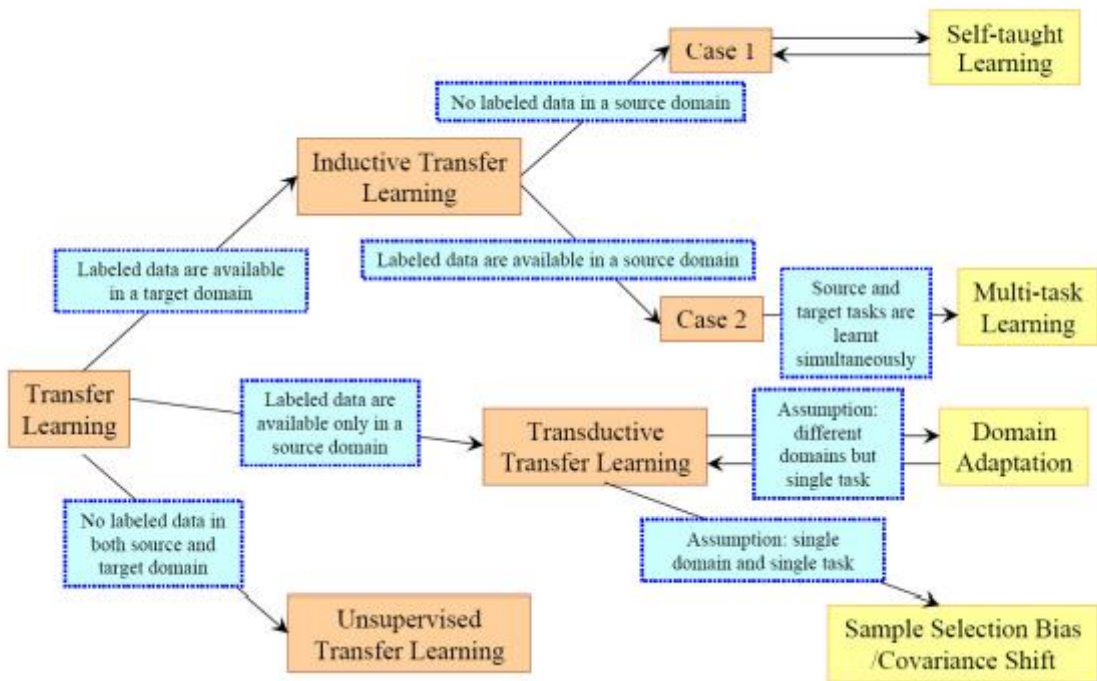 Case 1
Self-taught
Learning
No labeled data in a source domain
Inductive Transfer
Learning
Labeled data are available
in a target domain
Labeled data are available in a source domain
Case 2
Source and
target tasks are
learnt
simultaneously
Multi-task
Learning
Transfer
Learning
Labeled data are
available only in a
source domain
Transductive
Transfer Learning
Assumption:
different
domains but
single task
Domain
Adaptation
No labeled data in
both source and
target domain
Assumption: single
domain and single task
Unsupervised
Transfer Learning
Sample Selection Bias
/Covariance Shift